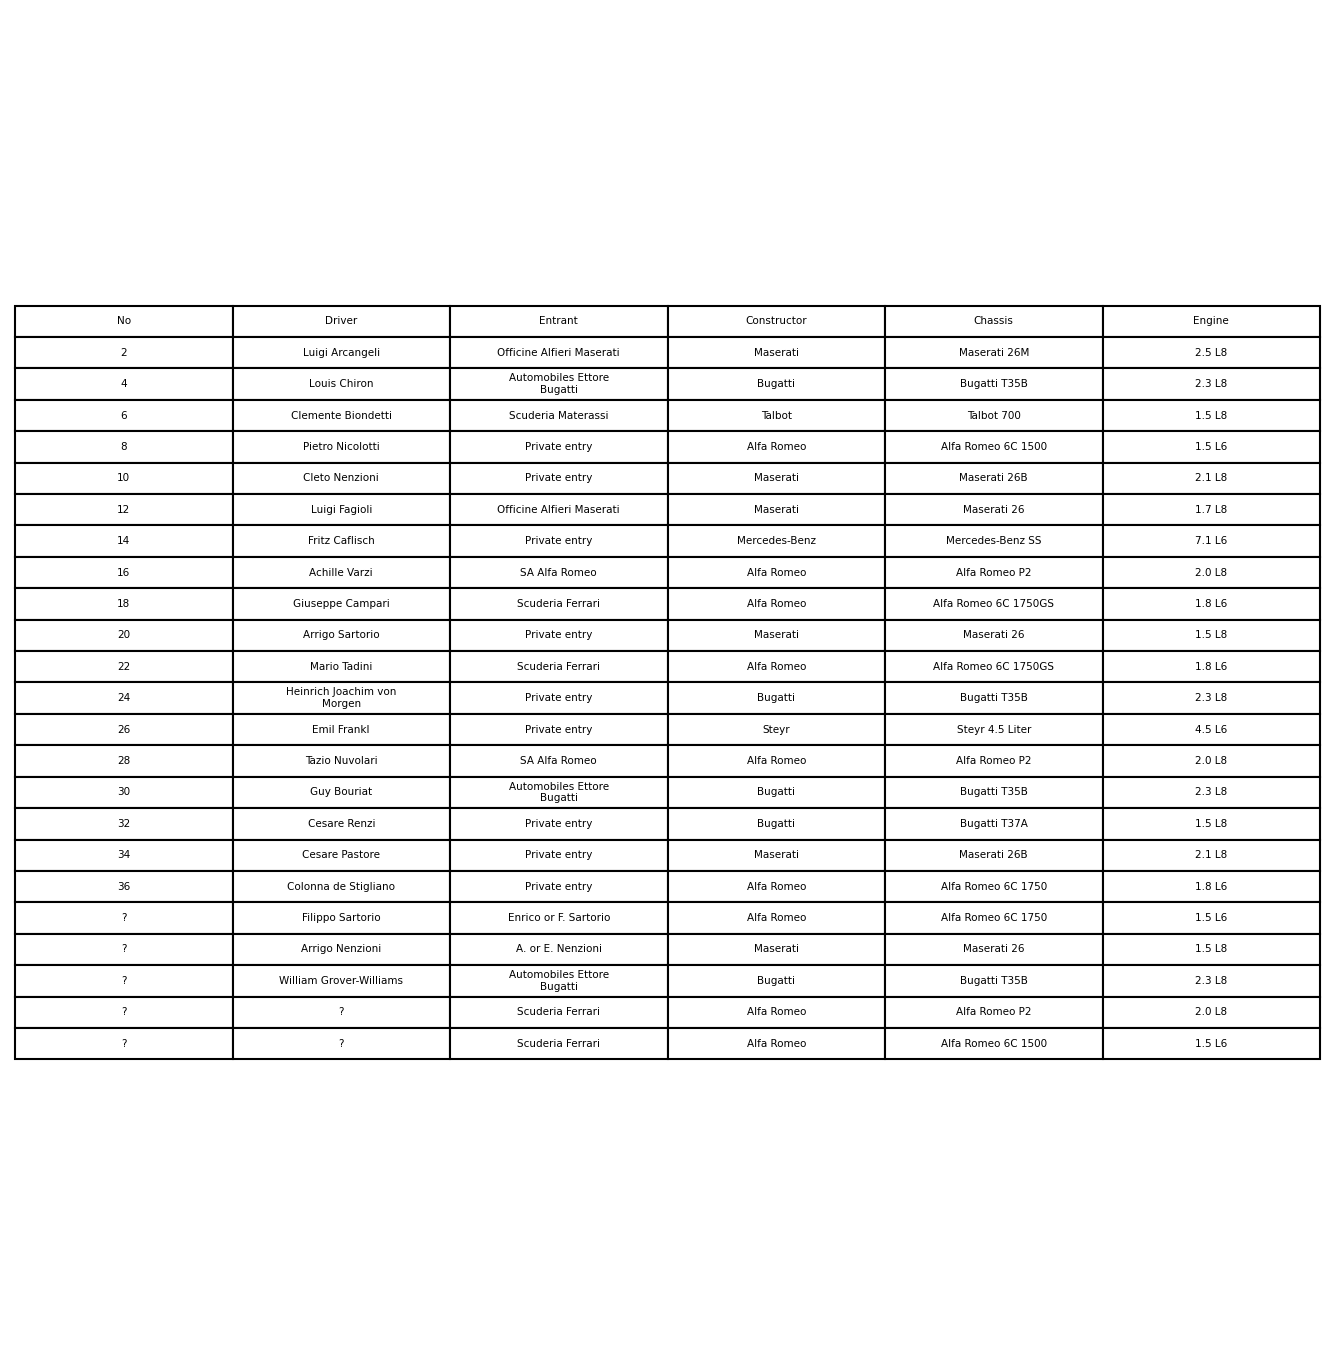 No Driver Entrant Constructor Chassis Engine
2 Luigi Arcangeli Officine Alfieri Maserati Maserati Maserati 26M 2.5 L8
4 Louis Chiron Automobiles Ettore Bugatti Bugatti Bugatti T35B 2.3 L8
6 Clemente Biondetti Scuderia Materassi Talbot Talbot 700 1.5 L8
8 Pietro Nicolotti Private entry Alfa Romeo Alfa Romeo 6C 1500 1.5 L6
10 Cleto Nenzioni Private entry Maserati Maserati 26B 2.1 L8
12 Luigi Fagioli Officine Alfieri Maserati Maserati Maserati 26 1.7 L8
14 Fritz Caflisch Private entry Mercedes-Benz Mercedes-Benz SS 7.1 L6
16 Achille Varzi SA Alfa Romeo Alfa Romeo Alfa Romeo P2 2.0 L8
18 Giuseppe Campari Scuderia Ferrari Alfa Romeo Alfa Romeo 6C 1750GS 1.8 L6
20 Arrigo Sartorio Private entry Maserati Maserati 26 1.5 L8
22 Mario Tadini Scuderia Ferrari Alfa Romeo Alfa Romeo 6C 1750GS 1.8 L6
24 Heinrich Joachim von Morgen Private entry Bugatti Bugatti T35B 2.3 L8
26 Emil Frankl Private entry Steyr Steyr 4.5 Liter 4.5 L6
28 Tazio Nuvolari SA Alfa Romeo Alfa Romeo Alfa Romeo P2 2.0 L8
30 Guy Bouriat Automobiles Ettore Bugatti Bugatti Bugatti T35B 2.3 L8
32 Cesare Renzi Private entry Bugatti Bugatti T37A 1.5 L8
34 Cesare Pastore Private entry Maserati Maserati 26B 2.1 L8
36 Colonna de Stigliano Private entry Alfa Romeo Alfa Romeo 6C 1750 1.8 L6
? Filippo Sartorio Enrico or F. Sartorio Alfa Romeo Alfa Romeo 6C 1750 1.5 L6
? Arrigo Nenzioni A. or E. Nenzioni Maserati Maserati 26 1.5 L8
? William Grover-Williams Automobiles Ettore Bugatti Bugatti Bugatti T35B 2.3 L8
? ? Scuderia Ferrari Alfa Romeo Alfa Romeo P2 2.0 L8
? ? Scuderia Ferrari Alfa Romeo Alfa Romeo 6C 1500 1.5 L6